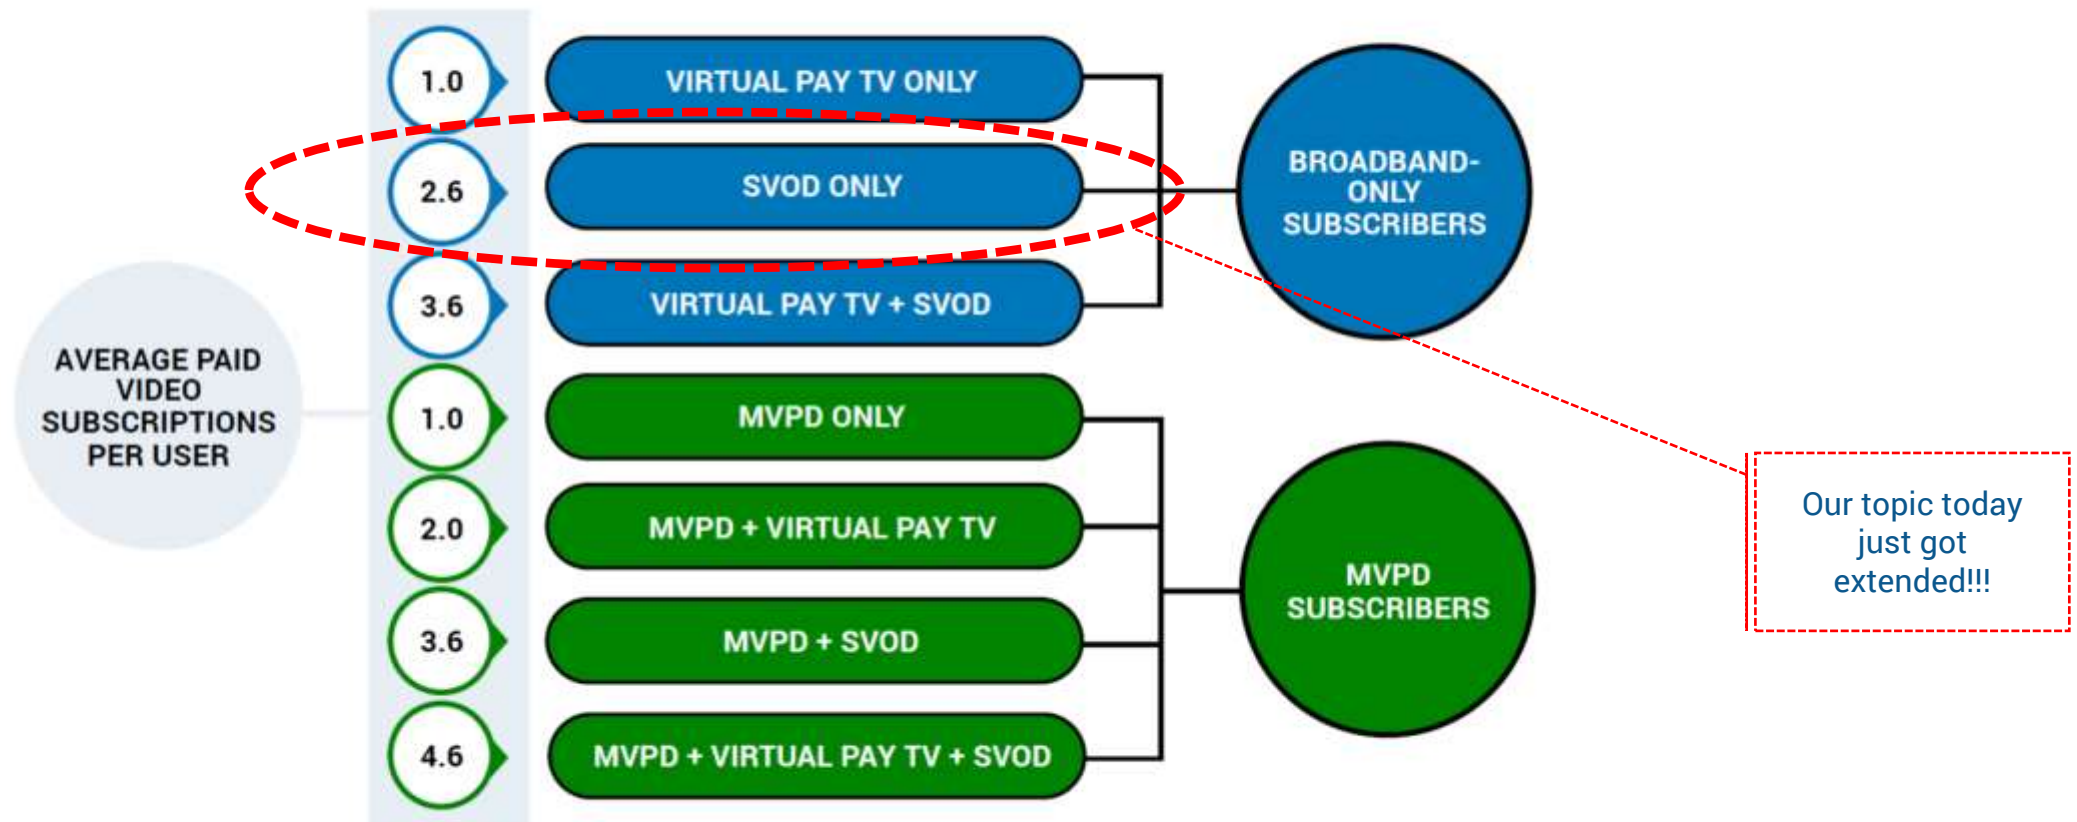 1.0
VIRTUAL PAY TV ONLY
2.6
SVOD ONLY
3.6
VIRTUAL PAY TV + SVOD
BROADBAND-
ONLY
SUBSCRIBERS
AVERAGE PAID
VIDEO
SUBSCRIPTIONS
PER USER
1.0
MVPD ONLY
2.0
MVPD + VIRTUAL PAY TV
3.6
MVPD + SVOD
4.6
MVPD + VIRTUAL PAY TV + SVOD
MVPD
SUBSCRIBERS
Our topic today
just got
extended!!!